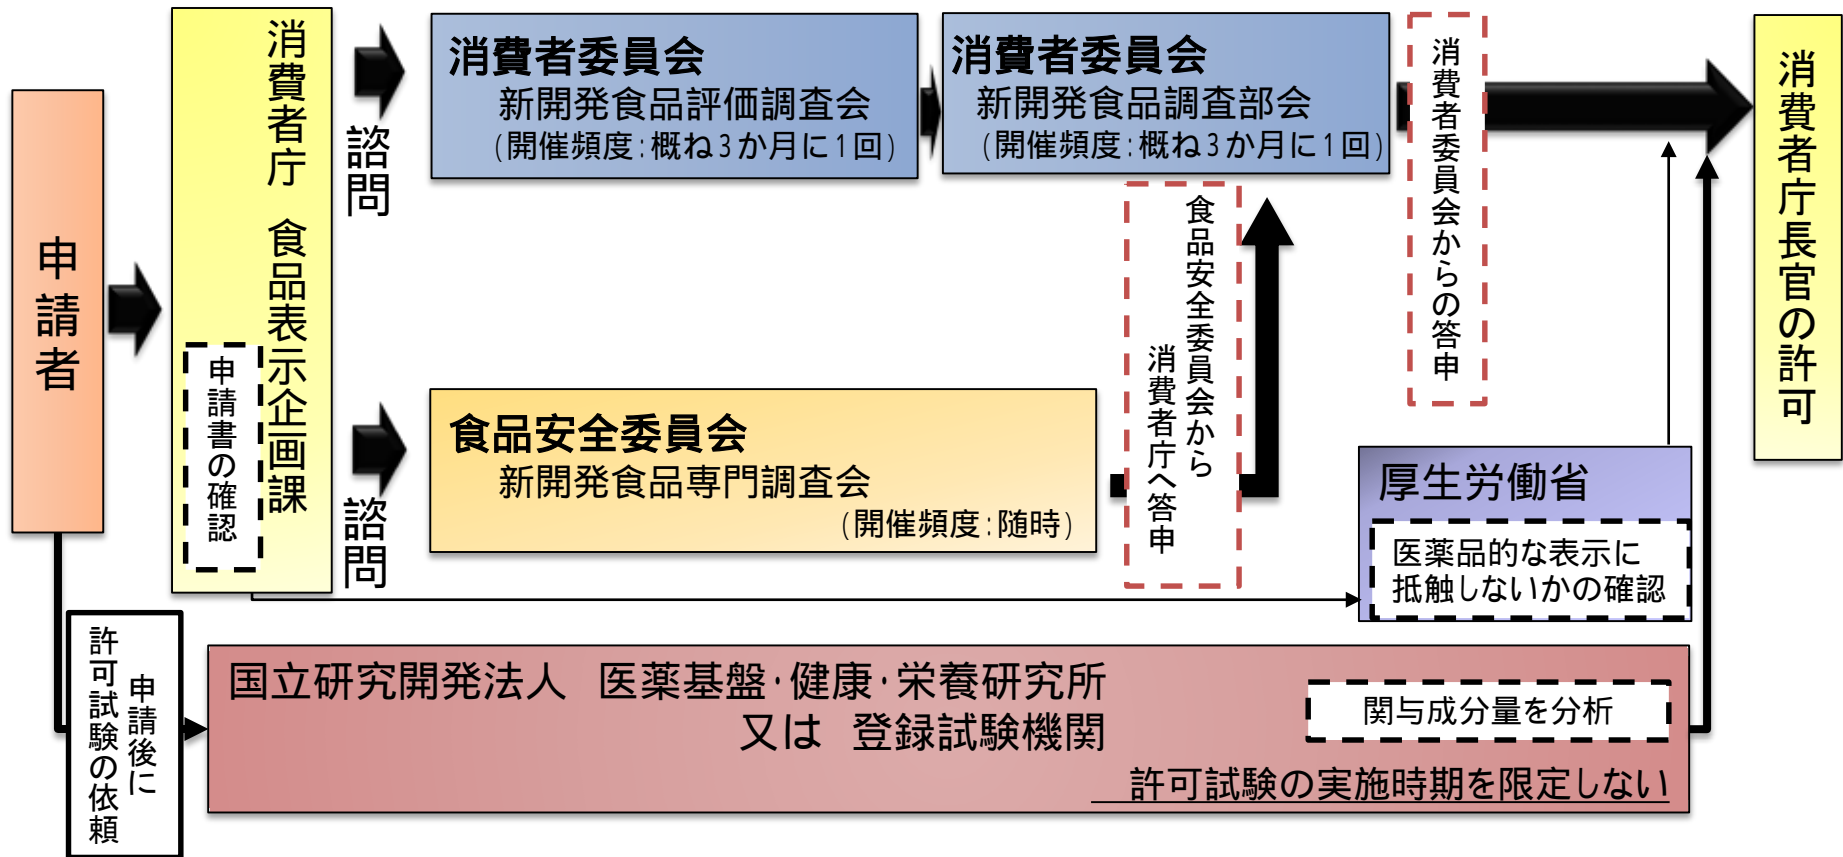 申請者
消費者庁 食品表示企画課
申請書の確認
諮問
消費者委員会
新開発食品評価調査会
(開催頻度:概ね3か月に1回)
消費者委員会
新開発食品調査部会
(開催頻度:概ね3か月に1回)
消費者委員会からの答申
消費者庁長官の許可
諮問
食品安全委員会
新開発食品専門調査会
(開催頻度:随時)
食品安全委員会から
消費者庁へ答申
厚生労働省
医薬品的な表示に
抵触しないかの確認
申請後に
許可試験の依頼
国立研究開発法人 医薬基盤・健康・栄養研究所
又は 登録試験機関
関与成分量を分析
許可試験の実施時期を限定しない